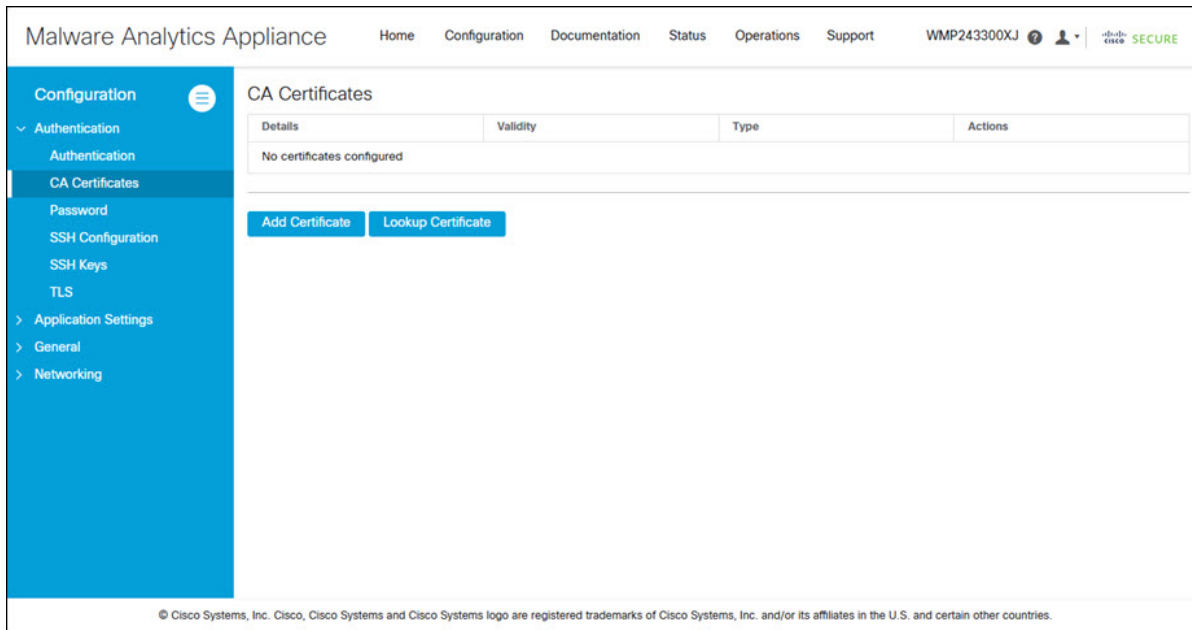 Malware Analytics Appliance Home Configuration Documentation Status Operations Support WMP243300XJ ? cisco SECURE
Configuration
Authentication
Authentication
CA Certificates
Password
SSH Configuration
SSH Keys
TLS
Application Settings
General
Networking
CA Certificates
Details Validity Type Actions
No certificates configured
Add Certificate Lookup Certificate
© Cisco Systems, Inc. Cisco, Cisco Systems and Cisco Systems logo are registered trademarks of Cisco Systems, Inc. and/or its affiliates in the U.S. and certain other countries.